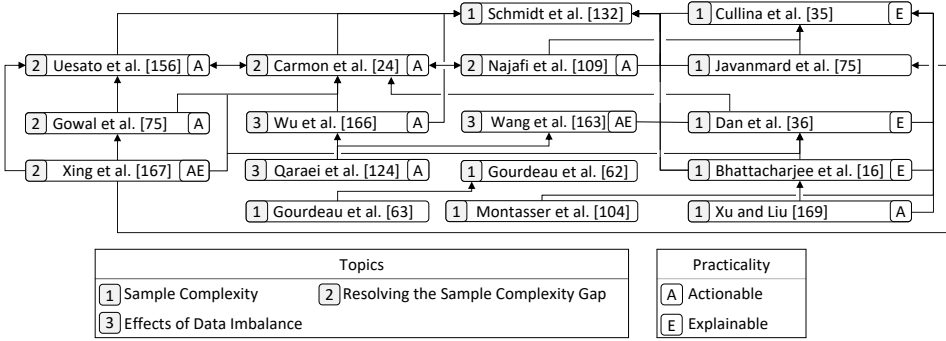 1 Schmidt et al. [132] 1 Cullina et al. [35] E
2 Uesato et al. [156] A 2 Carmon et al. [24] A 2 Najafi et al. [109] A 1 Javanmard et al. [75]
2 Gowal et al. [75] A 3 Wu et al. [166] A 3 Wang et al. [163] AE 1 Dan et al. [36] E
2 Xing et al. [167] AE 3 Qaraei et al. [124] A 1 Gourdeau et al. [62] 1 Bhattacharjee et al. [16] E
1 Gourdeau et al. [63] 1 Montasser et al. [104] 1 Xu and Liu [169] A
Topics
1 Sample Complexity 2 Resolving the Sample Complexity Gap
3 Effects of Data Imbalance
Practicality
A Actionable
E Explainable